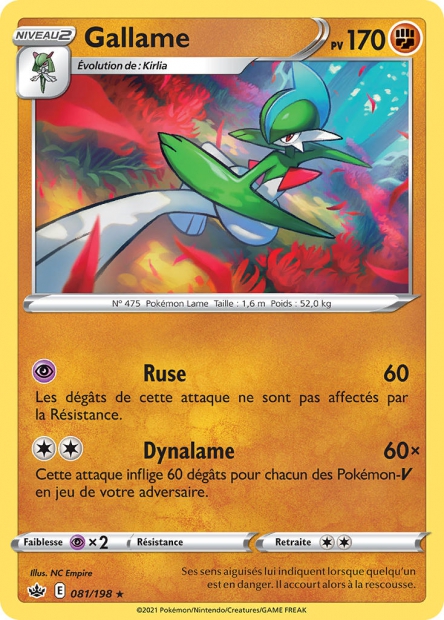 NIVEAU 2
Gallame
PV 170
Évolution de : Kirlia
N° 475 Pokémon Lame Taille : 1,6 m Poids : 52,0 kg
Ruse 60
Les dégâts de cette attaque ne sont pas affectés par
la Résistance.
Dynalame 60×
Cette attaque inflige 60 dégâts pour chacun des Pokémon-V
en jeu de votre adversaire.
Faiblesse ×2 Résistance Retraite
Illus. NC Empire
E 081/198 ★
Ses sens aiguisés lui indiquent lorsque quelqu'un
est en danger. Il accourt alors à la rescousse.
©2021 Pokémon/Nintendo/Creatures/GAME FREAK